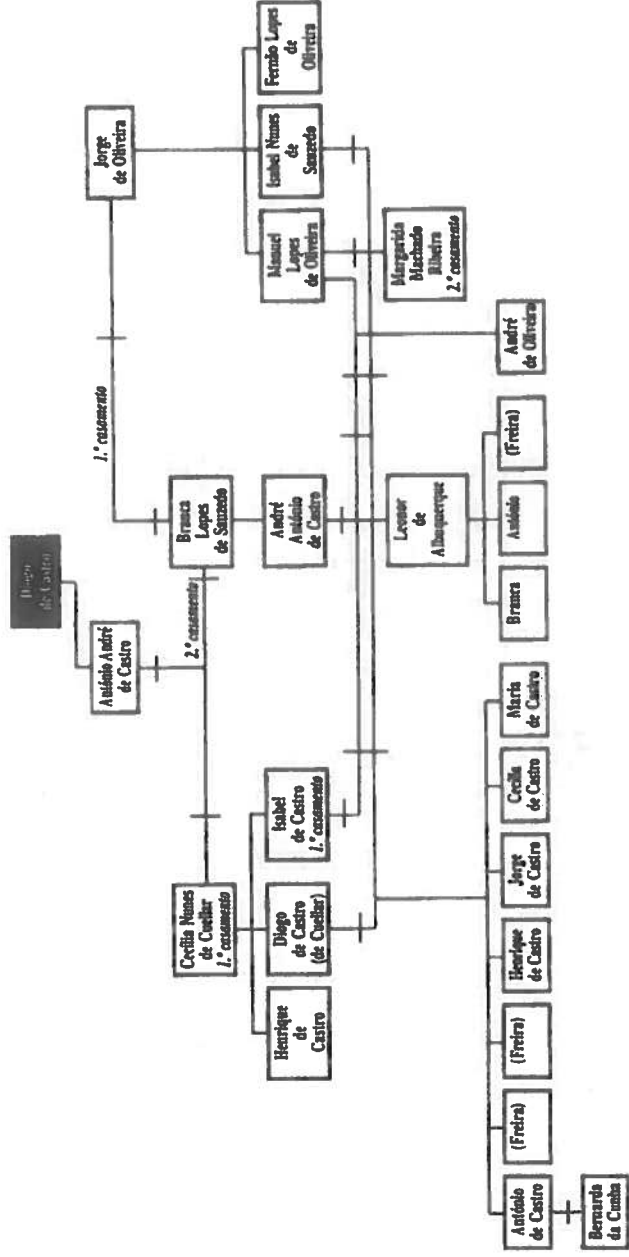 Diogo
de Castro
António André
de Castro
Jorge
de Oliveira
1.º casamento
2.º casamento
Cecília Nunes
de Cuellar
1.º casamento
Branca
Lopes
de Sauzedo
Henrique
de
Castro
Diogo
de Castro
(de Cuellar)
Isabel
de Castro
1.º casamento
André
António
de Castro
Manuel
Lopes
de Oliveira
Isabel Nunes
de
Sauzedo
Fernão Lopes
de
Oliveira
Leonor
de
Albuquerque
Margarida
Machado
Ribeira
2.º casamento
António
de Castro
(Freira)
(Freira)
Henrique
de Castro
Jorge
de Castro
Cecília
de Castro
Maria
de Castro
Branca
António
(Freira)
André
de Oliveira
Bernarda
da Cunha